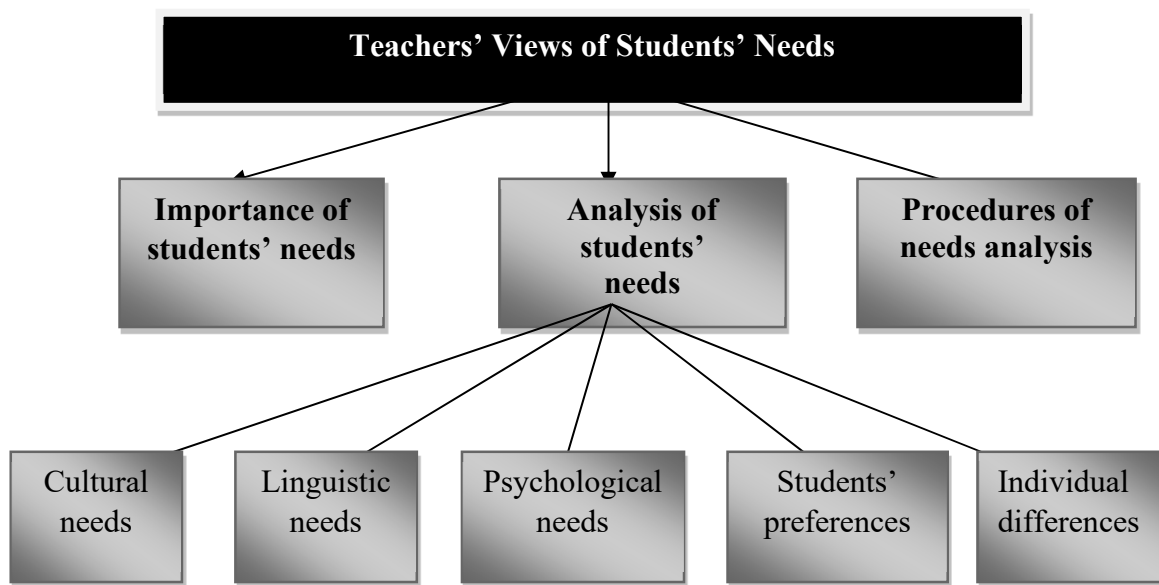 Teachers’ Views of Students’ Needs
Importance of
students’ needs
Analysis of
students’
needs
Procedures of
needs analysis
Cultural
needs
Linguistic
needs
Psychological
needs
Students’
preferences
Individual
differences